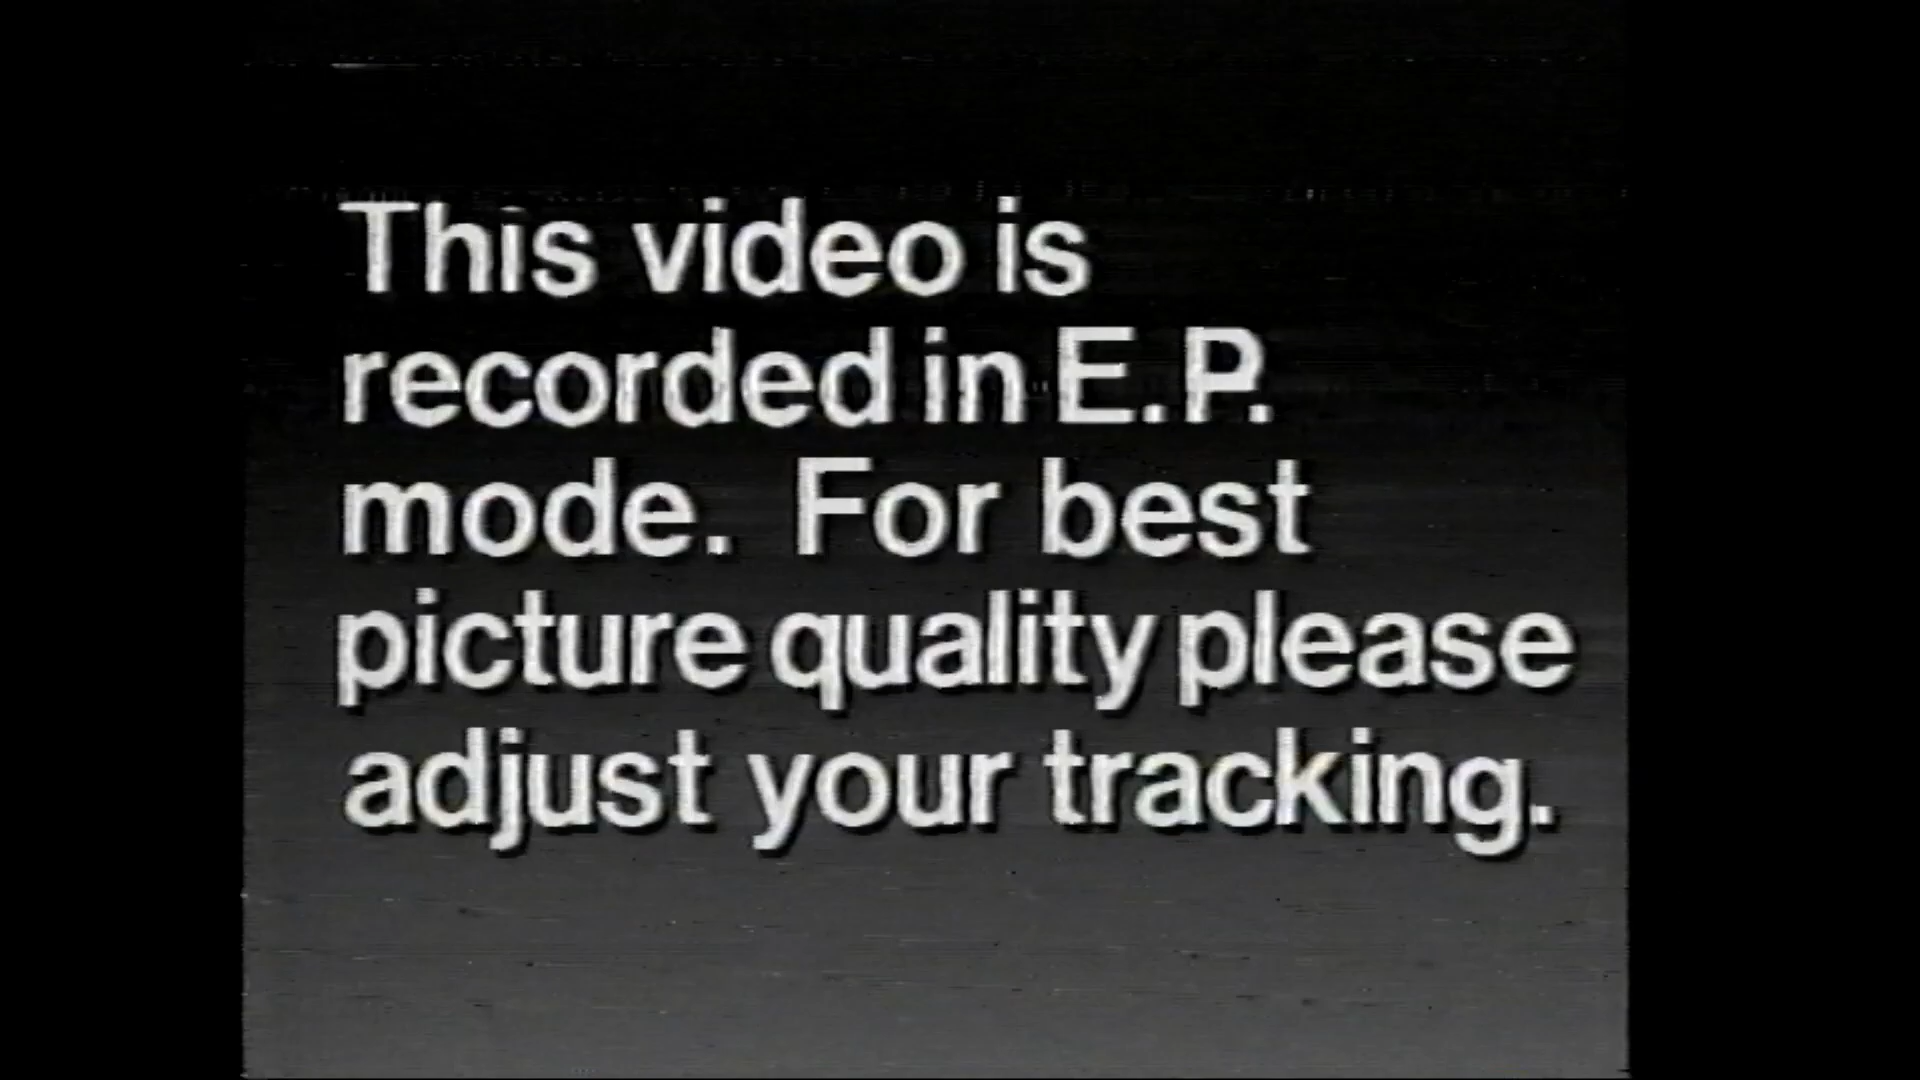 This video is
recorded in E.P.
mode. For best
picture quality please
adjust your tracking.